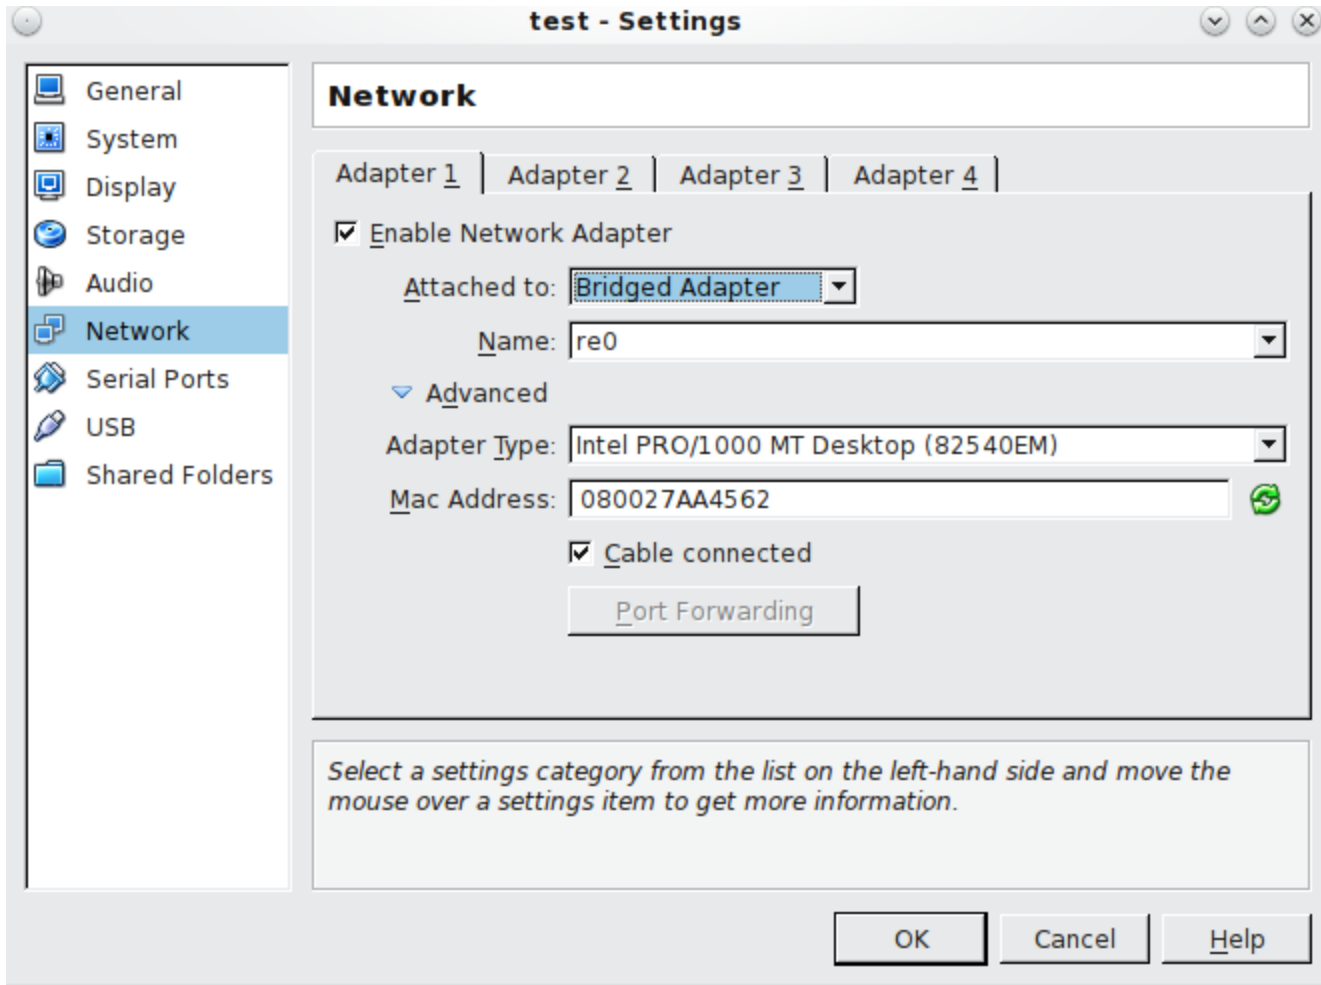 test - Settings
General
System
Display
Storage
Audio
Network
Serial Ports
USB
Shared Folders
Network
Adapter 1
Adapter 2
Adapter 3
Adapter 4
Enable Network Adapter
Attached to: Bridged Adapter
Name: re0
Advanced
Adapter Type: Intel PRO/1000 MT Desktop (82540EM)
Mac Address: 080027AA4562
Cable connected
Port Forwarding
Select a settings category from the list on the left-hand side and move the
mouse over a settings item to get more information.
OK
Cancel
Help